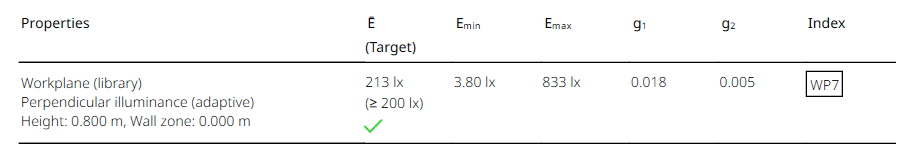 Properties Ē Emin Emax g1 g2 Index
(Target)
Workplane (library) 213 lx 3.80 lx 833 lx 0.018 0.005 WP7
Perpendicular illuminance (adaptive) (≥ 200 lx)
Height: 0.800 m, Wall zone: 0.000 m ✓